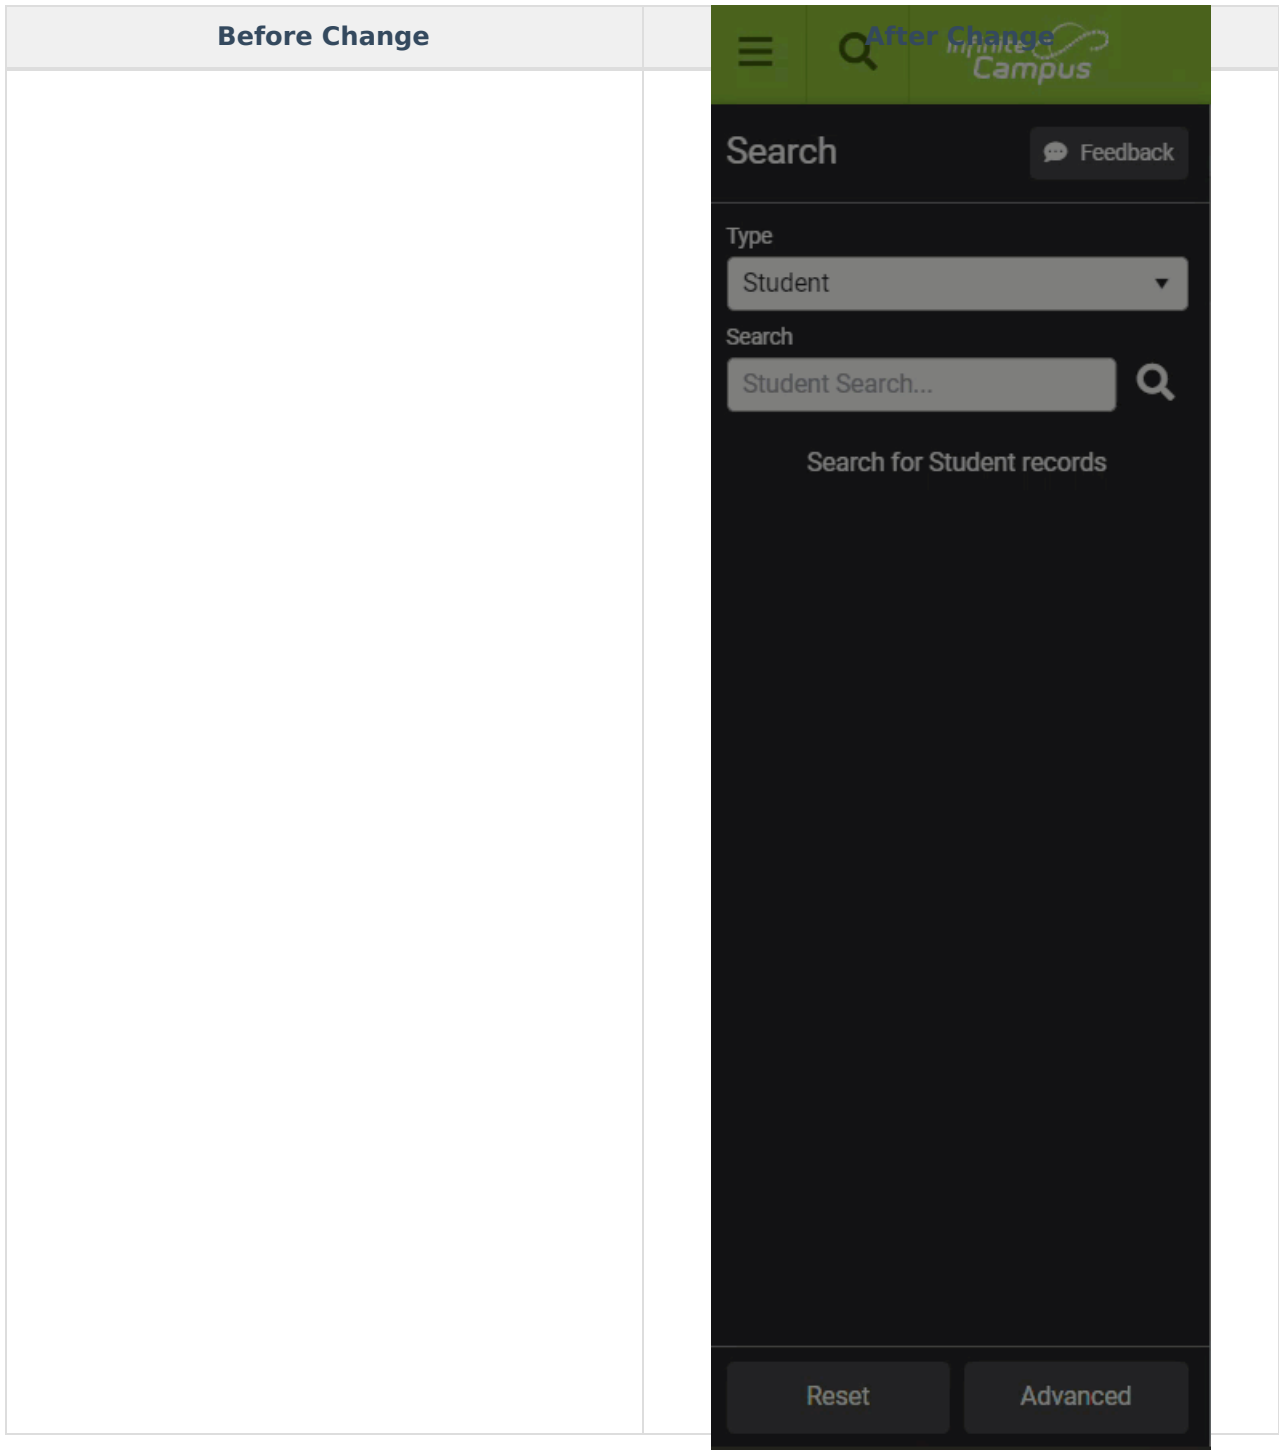 Before Change
After Change
Infinite
Campus
Search
Feedback
Type
Student
Search
Student Search...
Search for Student records
Reset
Advanced